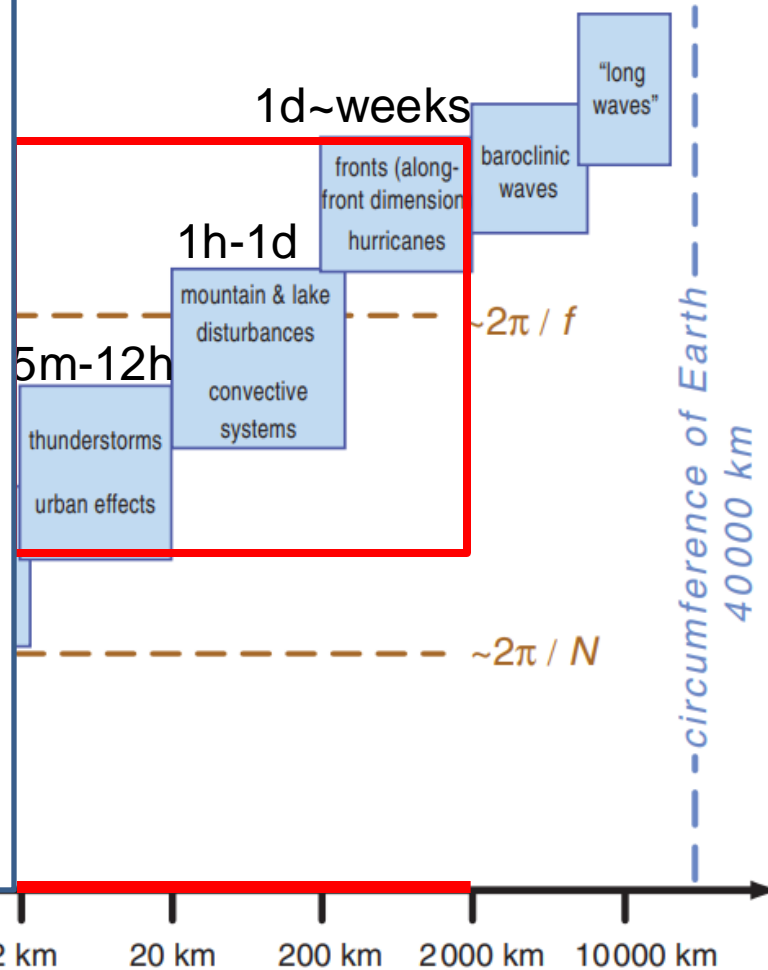 “long
waves”
1d~weeks
baroclinic
waves
fronts (along-
front dimension
hurricanes
1h-1d
mountain & lake
disturbances
convective
systems
~2π / f
5m-12h
thunderstorms
urban effects
~2π / N
circumference of Earth
40000 km
2 km
20 km
200 km
2000 km
10000 km